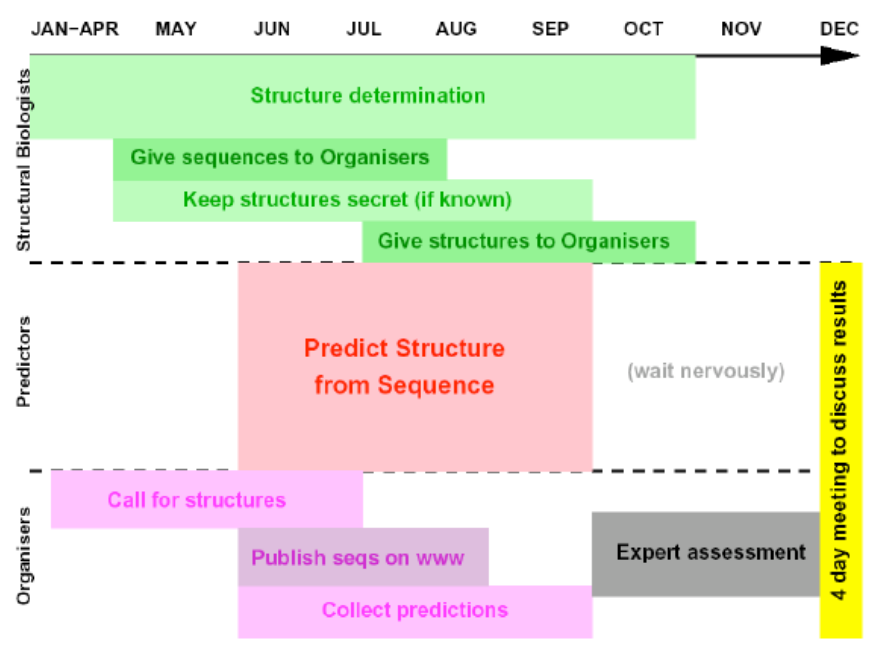 JAN–APR MAY JUN JUL AUG SEP OCT NOV DEC
Structural Biologists
Structure determination
Give sequences to Organisers
Keep structures secret (if known)
Give structures to Organisers
Predictors
Predict Structure
from Sequence
(wait nervously)
4 day meeting to discuss results
Organisers
Call for structures
Publish seqs on www
Expert assessment
Collect predictions